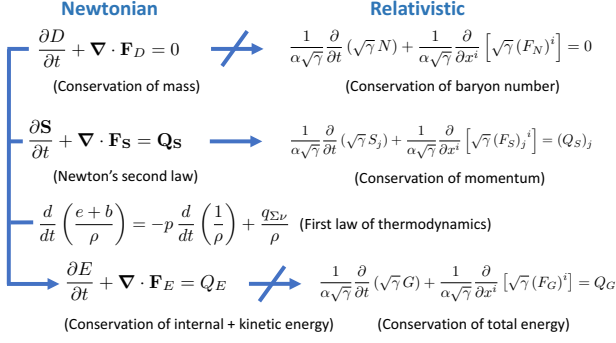 Newtonian Relativistic
∂D/∂t + ∇ · F_D = 0    1/(α√γ) ∂/∂t (√γ N) + 1/(α√γ) ∂/∂x^i [√γ (F_N)^i] = 0
(Conservation of mass) (Conservation of baryon number)
∂S/∂t + ∇ · F_S = Q_S    1/(α√γ) ∂/∂t (√γ S_j) + 1/(α√γ) ∂/∂x^i [√γ (F_S)_j^i] = (Q_S)_j
(Newton's second law) (Conservation of momentum)
d/dt ((e + b)/ρ) = −p d/dt (1/ρ) + q_Σν/ρ (First law of thermodynamics)
∂E/∂t + ∇ · F_E = Q_E    1/(α√γ) ∂/∂t (√γ G) + 1/(α√γ) ∂/∂x^i [√γ (F_G)^i] = Q_G
(Conservation of internal + kinetic energy) (Conservation of total energy)